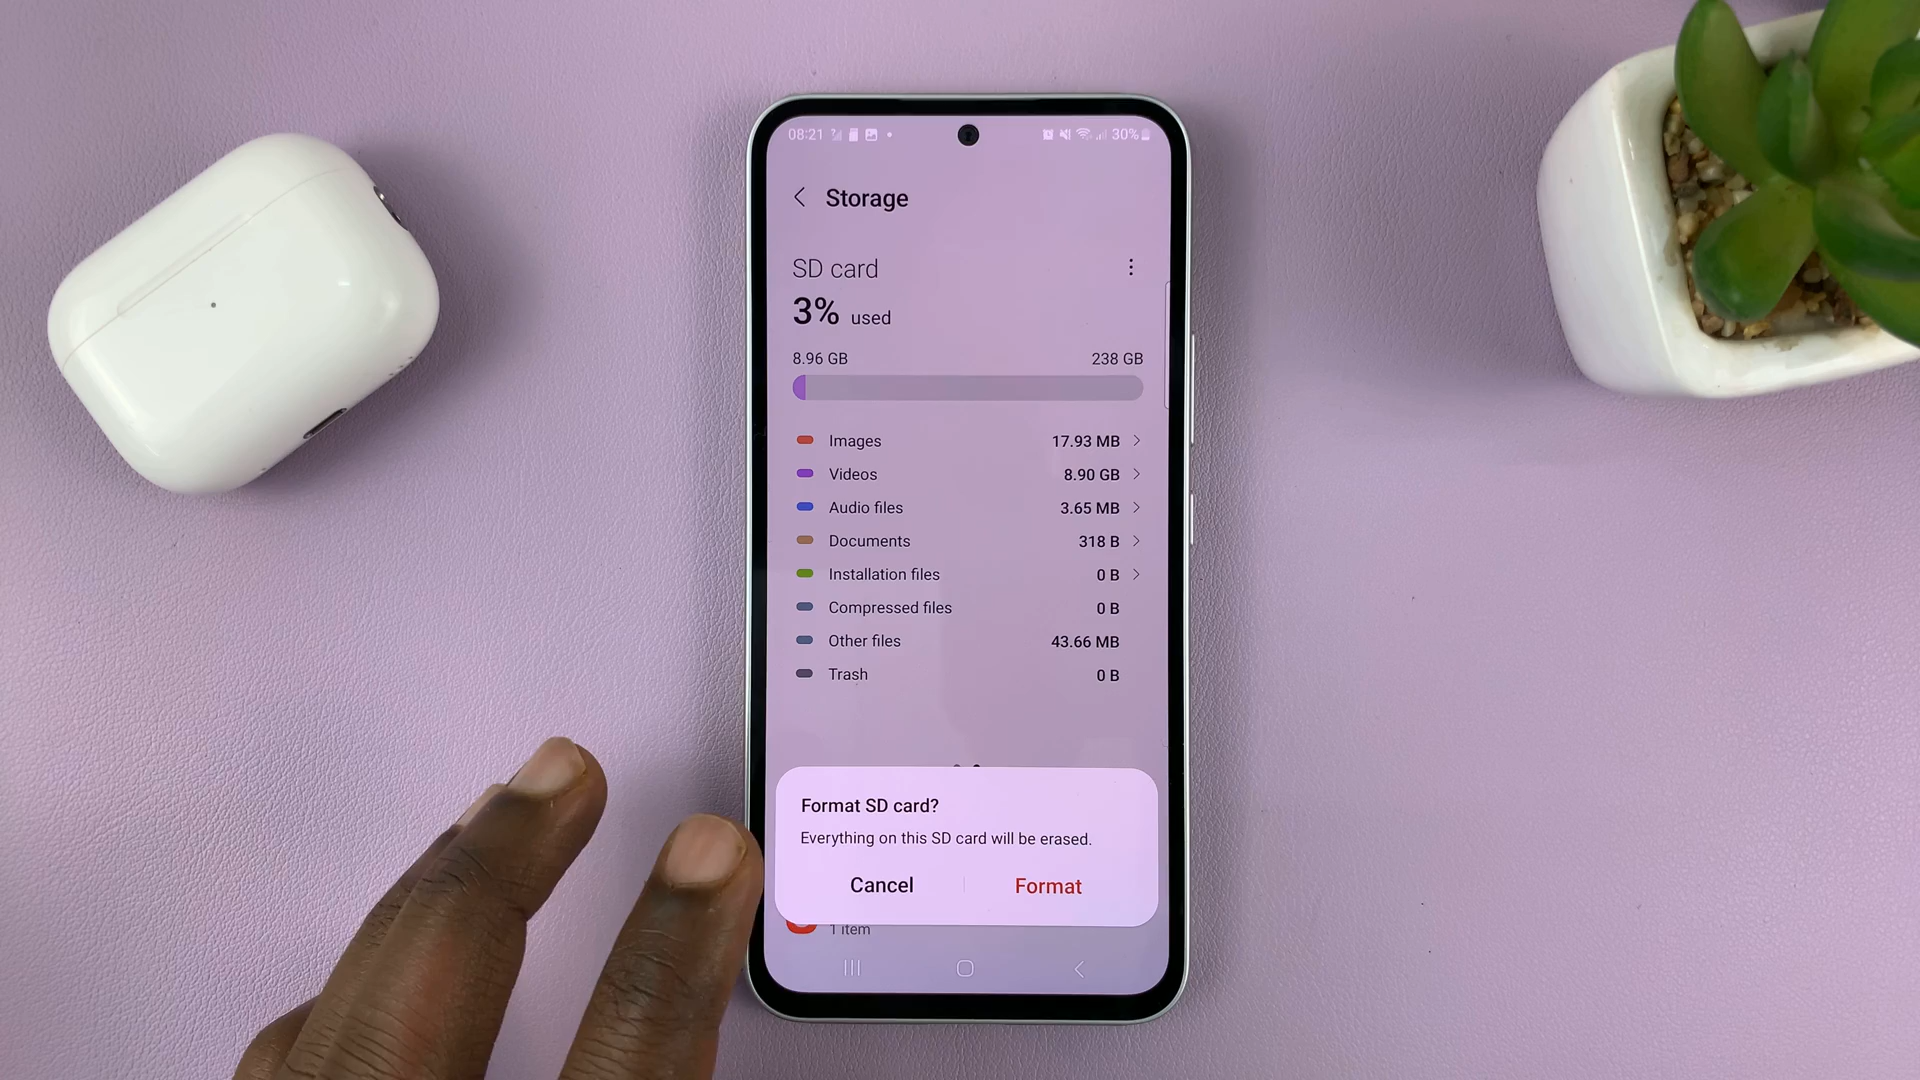 08:21 30%
Storage
SD card
3% used
8.96 GB 238 GB
Images 17.93 MB
Videos 8.90 GB
Audio files 3.65 MB
Documents 318 B
Installation files 0 B
Compressed files 0 B
Other files 43.66 MB
Trash 0 B
Format SD card?
Everything on this SD card will be erased.
Cancel Format
1 item